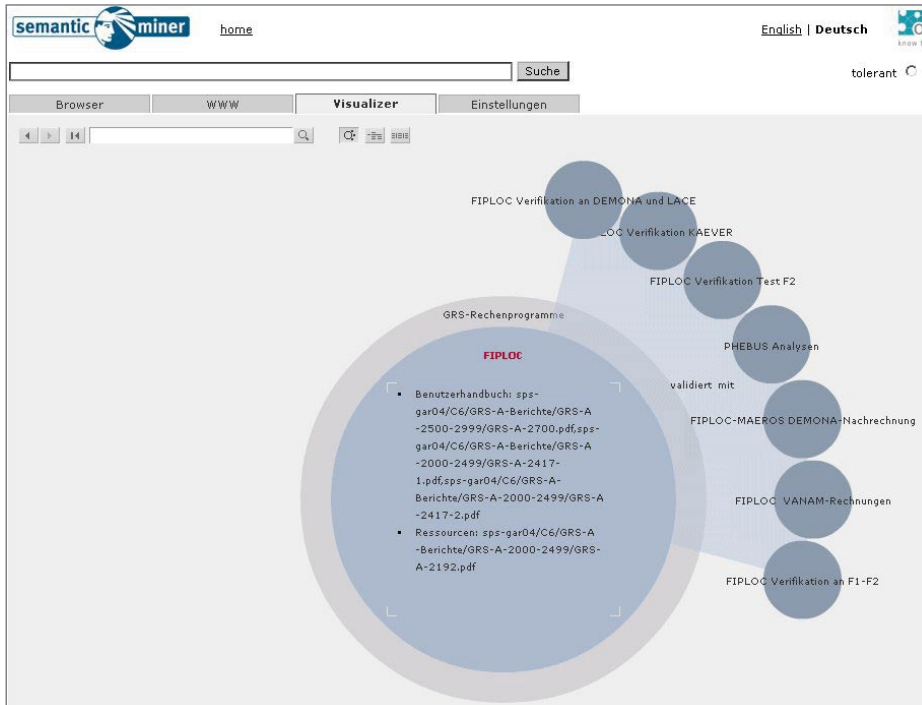 semantic miner
home
English | Deutsch
know
Suche
tolerant
Browser
WWW
Visualizer
Einstellungen
FIPLOC Verifikation an DEMONA und LACE
LOC Verifikation KAEVER
FIPLOC Verifikation Test F2
GRS-Rechenprogramme
PHEBUS Analysen
FIPLOC
validiert mit
Benutzerhandbuch: sps-
gar04/C6/GRS-A-Berichte/GRS-A
-2500-2999/GRS-A-2700.pdf,sps-
gar04/C6/GRS-A-Berichte/GRS-A
-2000-2499/GRS-A-2417-
1.pdf,sps-gar04/C6/GRS-A-
Berichte/GRS-A-2000-2499/GRS-A
-2417-2.pdf
Ressourcen: sps-gar04/C6/GRS-A
-Berichte/GRS-A-2000-2499/GRS-
A-2192.pdf
FIPLOC-MAEROS DEMONA-Nachrechnung
FIPLOC VANAM-Rechnungen
FIPLOC Verifikation an F1-F2